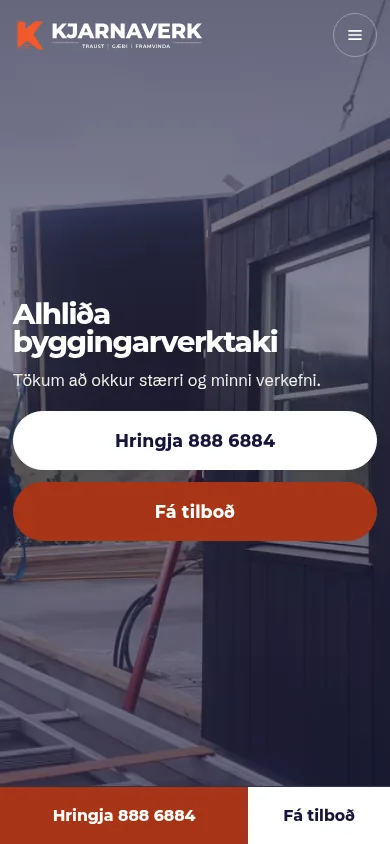 KJARNAVERK
TRAUST | GÆÐI | FRAMVINDA
Alhliða
byggingarverktaki
Tökum að okkur stærri og minni verkefni.
Hringja 888 6884
Fá tilboð
Hringja 888 6884
Fá tilboð